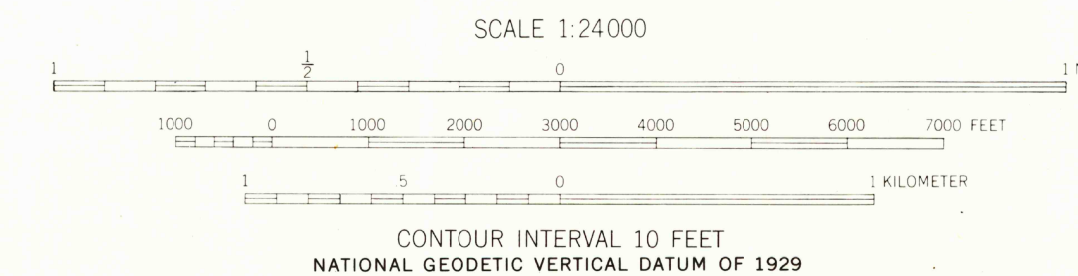 SCALE 1:24000
1 ½ 0 1
1000 0 1000 2000 3000 4000 5000 6000 7000 FEET
1 .5 0 1 KILOMETER
CONTOUR INTERVAL 10 FEET
NATIONAL GEODETIC VERTICAL DATUM OF 1929